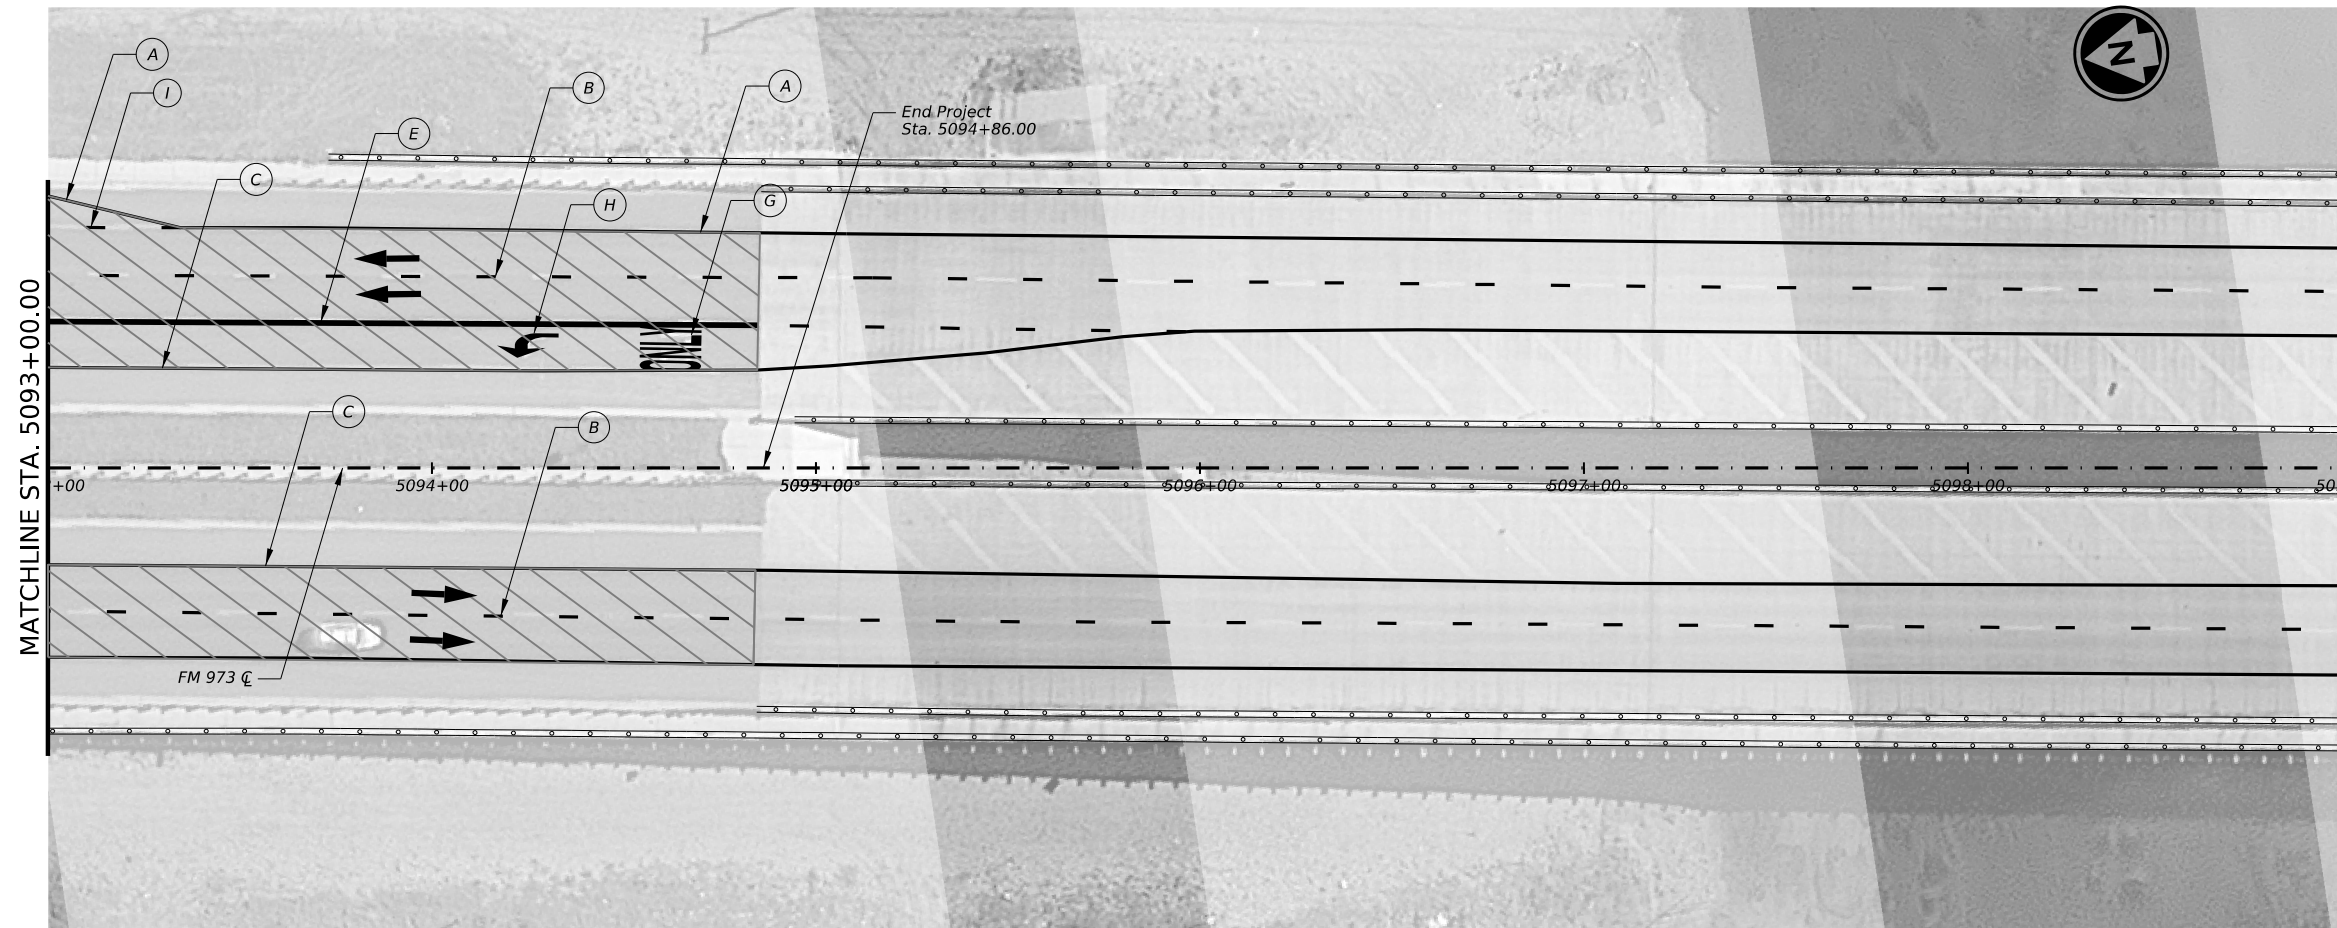 A
I
E
C
B
A
End Project
Sta. 5094+86.00
H
G
N
MATCHLINE STA. 5093+00.00
C
B
+00
5094+00
5095+00
5096+00
5097+00
5098+00
50
FM 973 ℄